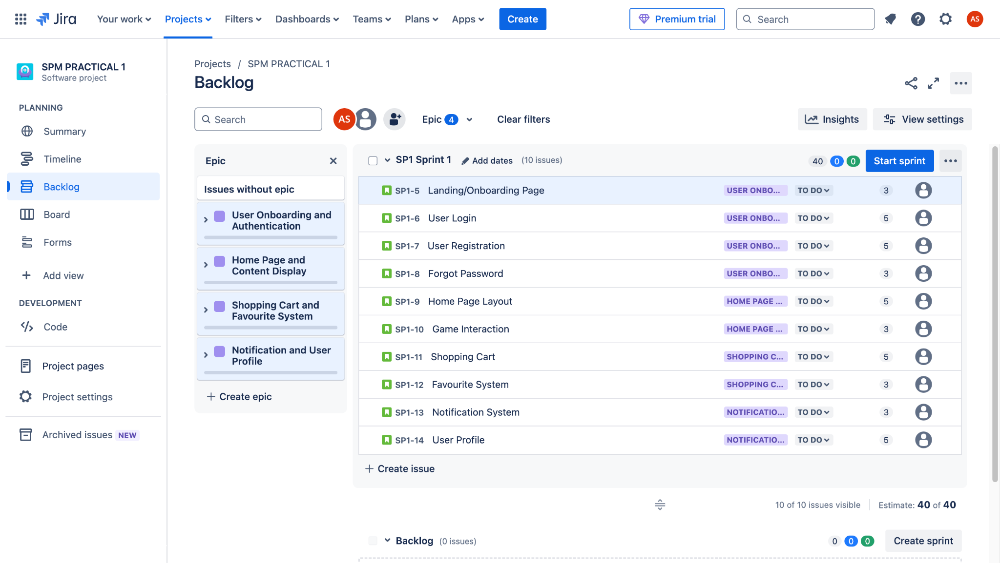 Jira
Your work
Projects
Filters
Dashboards
Teams
Plans
Apps
Create
Premium trial
Search
AS
SPM PRACTICAL 1
Software project
PLANNING
Summary
Timeline
Backlog
Board
Forms
Add view
DEVELOPMENT
Code
Project pages
Project settings
Archived issues NEW
Projects / SPM PRACTICAL 1
Backlog
Search
AS
Epic 4
Clear filters
Insights
View settings
Epic
Issues without epic
User Onboarding and
Authentication
Home Page and
Content Display
Shopping Cart and
Favourite System
Notification and User
Profile
Create epic
SP1 Sprint 1 Add dates (10 issues) 40 0 0 Start sprint
SP1-5 Landing/Onboarding Page USER ONBO... TO DO 3
SP1-6 User Login USER ONBO... TO DO 5
SP1-7 User Registration USER ONBO... TO DO 5
SP1-8 Forgot Password USER ONBO... TO DO 3
SP1-9 Home Page Layout HOME PAGE ... TO DO 5
SP1-10 Game Interaction HOME PAGE ... TO DO 3
SP1-11 Shopping Cart SHOPPING C... TO DO 5
SP1-12 Favourite System SHOPPING C... TO DO 3
SP1-13 Notification System NOTIFICATIO... TO DO 3
SP1-14 User Profile NOTIFICATIO... TO DO 5
Create issue
10 of 10 issues visible Estimate: 40 of 40
Backlog (0 issues) 0 0 0 Create sprint